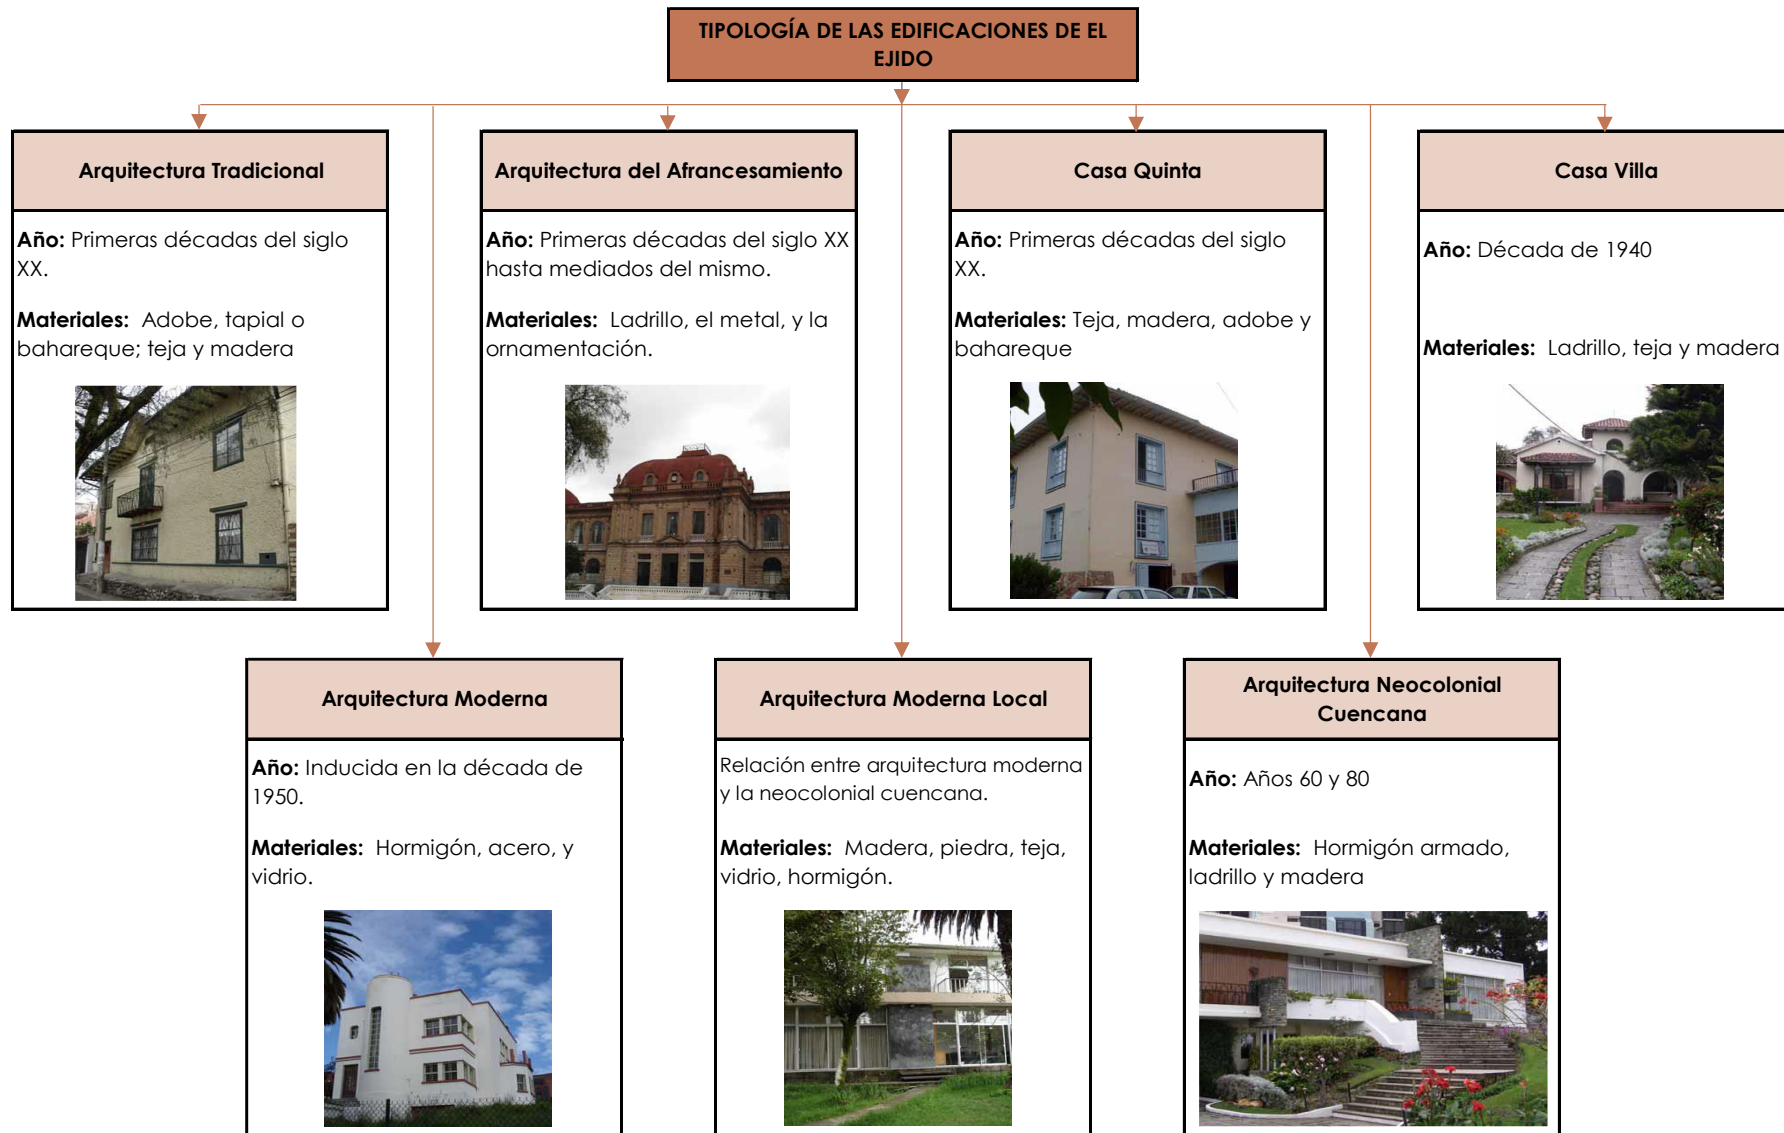 TIPOLOGÍA DE LAS EDIFICACIONES DE EL
EJIDO
Arquitectura Tradicional
Año: Primeras décadas del siglo
XX.
Materiales: Adobe, tapial o
bahareque; teja y madera
Arquitectura del Afrancesamiento
Año: Primeras décadas del siglo XX
hasta mediados del mismo.
Materiales: Ladrillo, el metal, y la
ornamentación.
Casa Quinta
Año: Primeras décadas del siglo
XX.
Materiales: Teja, madera, adobe y
bahareque
Casa Villa
Año: Década de 1940
Materiales: Ladrillo, teja y madera
Arquitectura Moderna
Año: Inducida en la década de
1950.
Materiales: Hormigón, acero, y
vidrio.
Arquitectura Moderna Local
Relación entre arquitectura moderna
y la neocolonial cuencana.
Materiales: Madera, piedra, teja,
vidrio, hormigón.
Arquitectura Neocolonial
Cuencana
Año: Años 60 y 80
Materiales: Hormigón armado,
ladrillo y madera